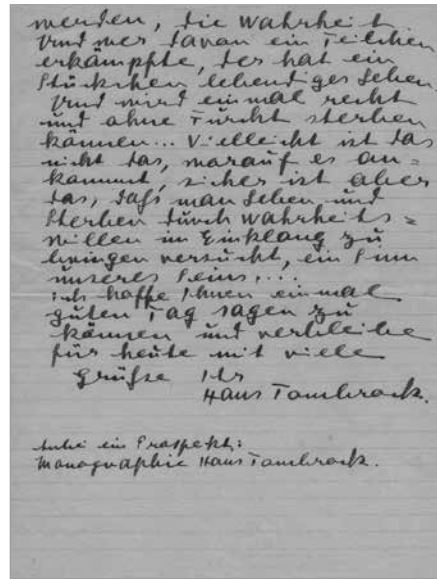 werden, die Wahrheit
Und wer davon ein Teilchen
erkämpfte, der hat ein
Stückchen lebendiges Leben.
Und wird einmal recht
und ohne Furcht sterben
können... Vielleicht ist das
nicht das, worauf es an=
kommt, sicher ist aber
das, dafs man Leben und
Sterben durch Wahrheits=
willen in Einklang zu
bringen versucht, ein Sinn
unseres Seins....
Ich hoffe Ihnen einmal
guten Tag sagen zu
können und verbleibe
für heute mit viele
Grüfse Ihr
Hans Tombrock.
anbei ein Prospekt:
Monographie Hans Tombrock.